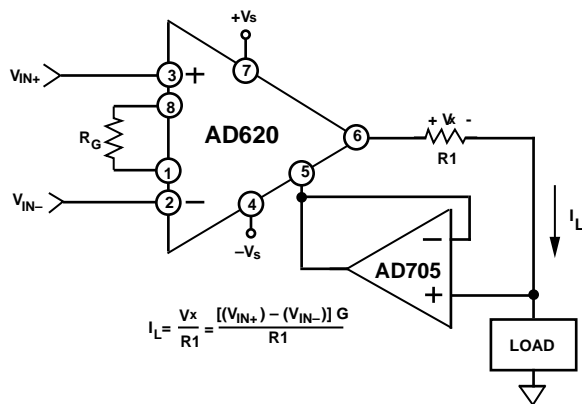 +VS
VIN+
3 +
7
8
RG
AD620
6
+ VX -
R1
1
5
VIN–
2 –
4
–VS
IL
–
AD705
+
IL = VX / R1 = [(VIN+) – (VIN–)] G / R1
LOAD